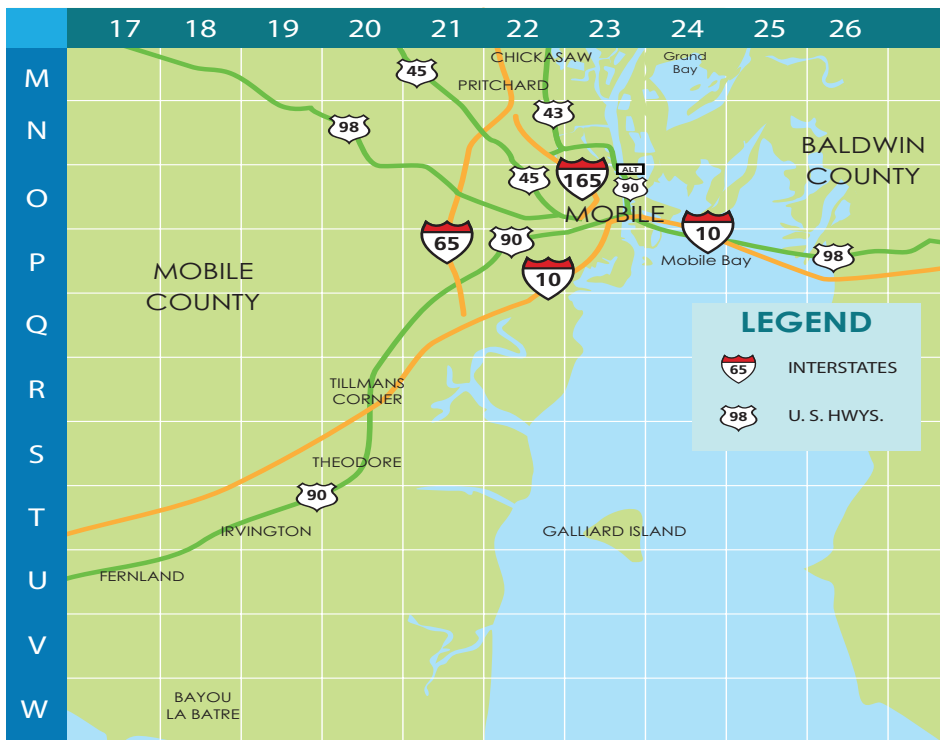 17 18 19 20 21 22 23 24 25 26
M
N
O
P
Q
R
S
T
U
V
W
CHICKASAW
Grand
Bay
45
PRITCHARD
43
98
BALDWIN
COUNTY
ALT
45
165
90
MOBILE
65
90
10
98
Mobile Bay
10
MOBILE
COUNTY
LEGEND
65 INTERSTATES
98 U. S. HWYS.
TILLMANS
CORNER
THEODORE
90
IRVINGTON
GALLIARD ISLAND
FERNLAND
BAYOU
LA BATRE